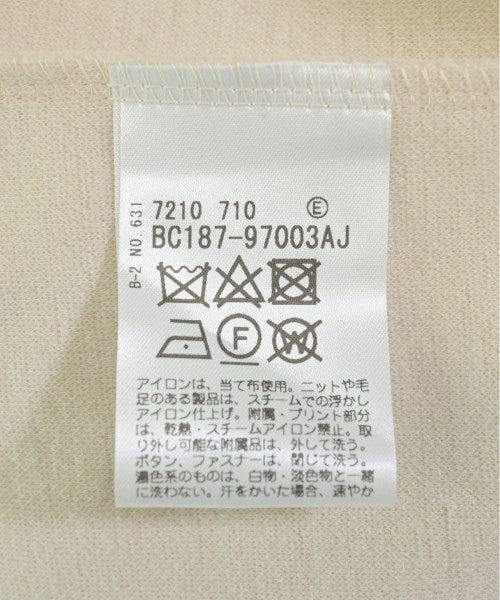 B-2 NO.631
7210 710 E
BC187-97003AJ
F W
アイロンは、当て布使用。ニットや毛
足のある製品は、スチームでの浮かし
アイロン仕上げ。附属・プリント部分
は、乾熱・スチームアイロン禁止。取
り外し可能な附属品は、外して洗う。
ボタン、ファスナーは、閉じて洗う。
濃色系のものは、白物・淡色物と一緒
に洗わない。汗をかいた場合、速やか